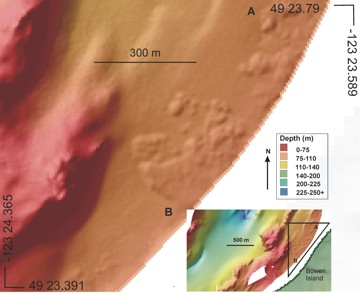 A
49 23.79
-123 23.589
300 m
Depth (m)
0-75
75-110
110-140
140-200
200-225
225-250+
N
B
500 m
A
B
Bowen
Island
-123 24.365
49 23.391